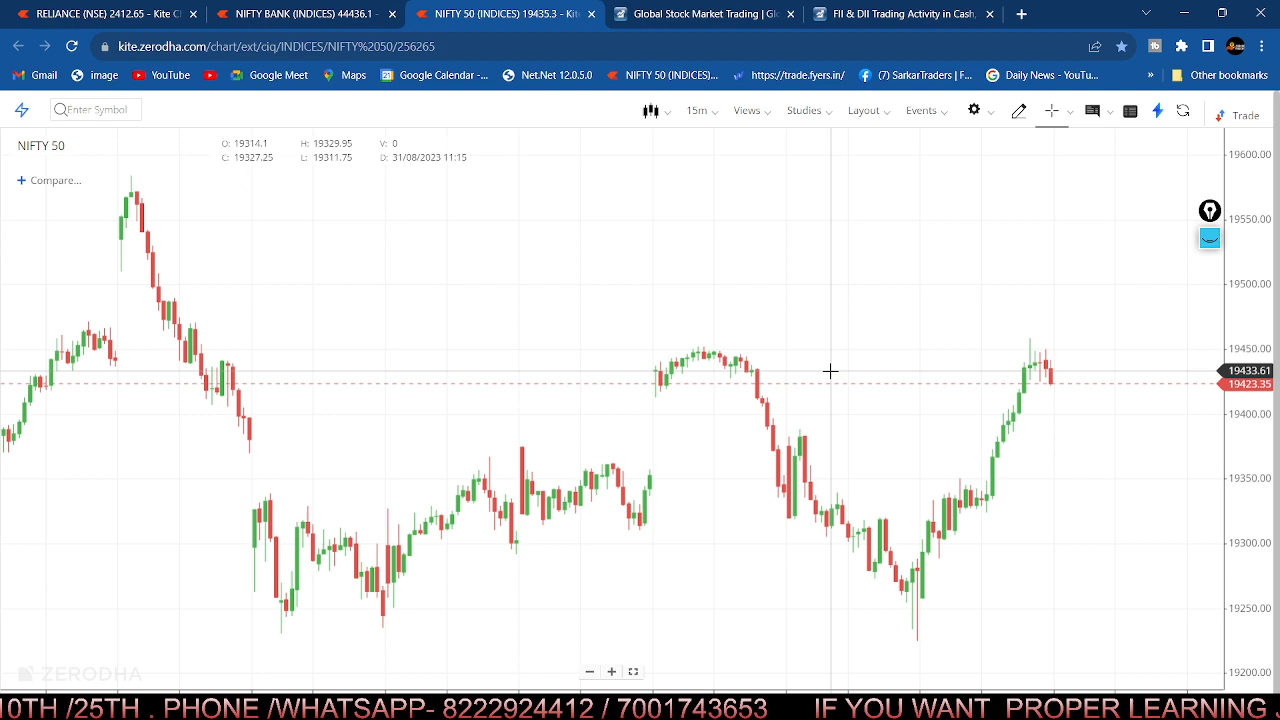 RELIANCE (NSE) 2412.65 - Kite C
NIFTY BANK (INDICES) 44436.1 -
NIFTY 50 (INDICES) 19435.3 - Kite
Global Stock Market Trading | Glo
FII & DII Trading Activity in Cash,
kite.zerodha.com/chart/ext/ciq/INDICES/NIFTY%2050/256265
Gmail
image
YouTube
Google Meet
Maps
Google Calendar -...
Net.Net 12.0.5.0
NIFTY 50 (INDICES)...
https://trade.fyers.in/
(7) Santa Farmers | F...
Daily News - YouTu...
»
Other bookmarks
Enter Symbol
15m
Views
Studies
Layout
Events
Trade
NIFTY 50
O: 19314.1 H: 19329.95 V: 0
C: 19327.25 L: 19311.75 D: 31/08/2023 11:15
+ Compare...
19600.00
19550.00
19500.00
19450.00
19433.61
19423.35
19400.00
19350.00
19300.00
19250.00
19200.00
ZERODHA
10TH /25TH . PHONE /WHATSAPP- 8222924412 / 7001743653 IF YOU WANT PROPER LEARNING .